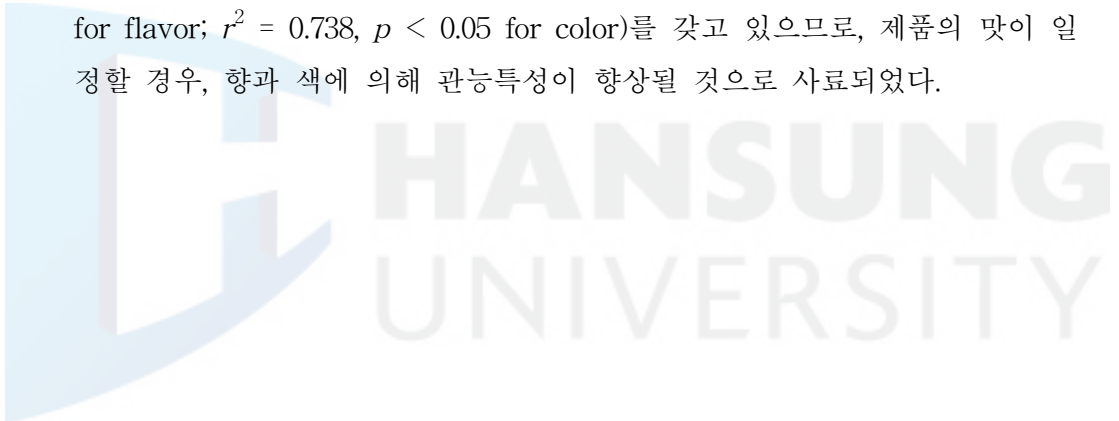 for flavor; r² = 0.738, p < 0.05 for color)를 갖고 있으므로, 제품의 맛이 일
정할 경우, 향과 색에 의해 관능특성이 향상될 것으로 사료되었다.
HANSUNG
UNIVERSITY